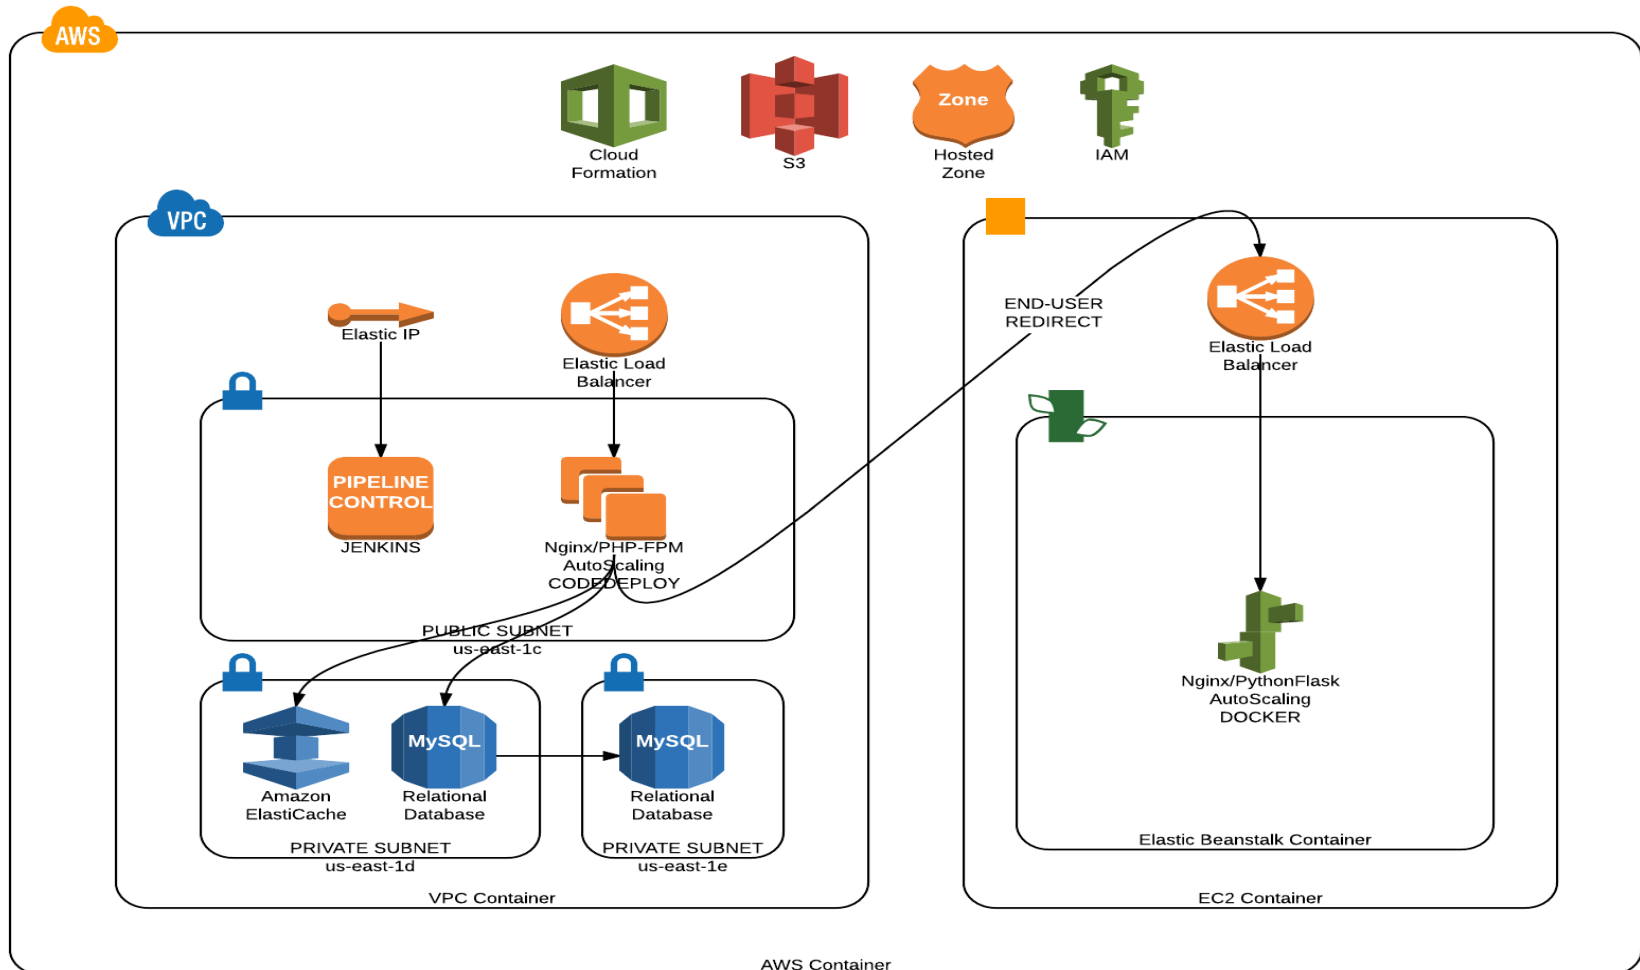 AWS
Zone
Cloud
Formation
S3
Hosted
Zone
IAM
VPC
Elastic IP
Elastic Load
Balancer
END-USER
REDIRECT
Elastic Load
Balancer
PIPELINE
CONTROL
JENKINS
Nginx/PHP-FPM
AutoScaling
CODEDEPLOY
PUBLIC SUBNET
us-east-1c
Nginx/PythonFlask
AutoScaling
DOCKER
MySQL
MySQL
Amazon
ElastiCache
Relational
Database
Relational
Database
PRIVATE SUBNET
us-east-1d
PRIVATE SUBNET
us-east-1e
Elastic Beanstalk Container
VPC Container
EC2 Container
AWS Container